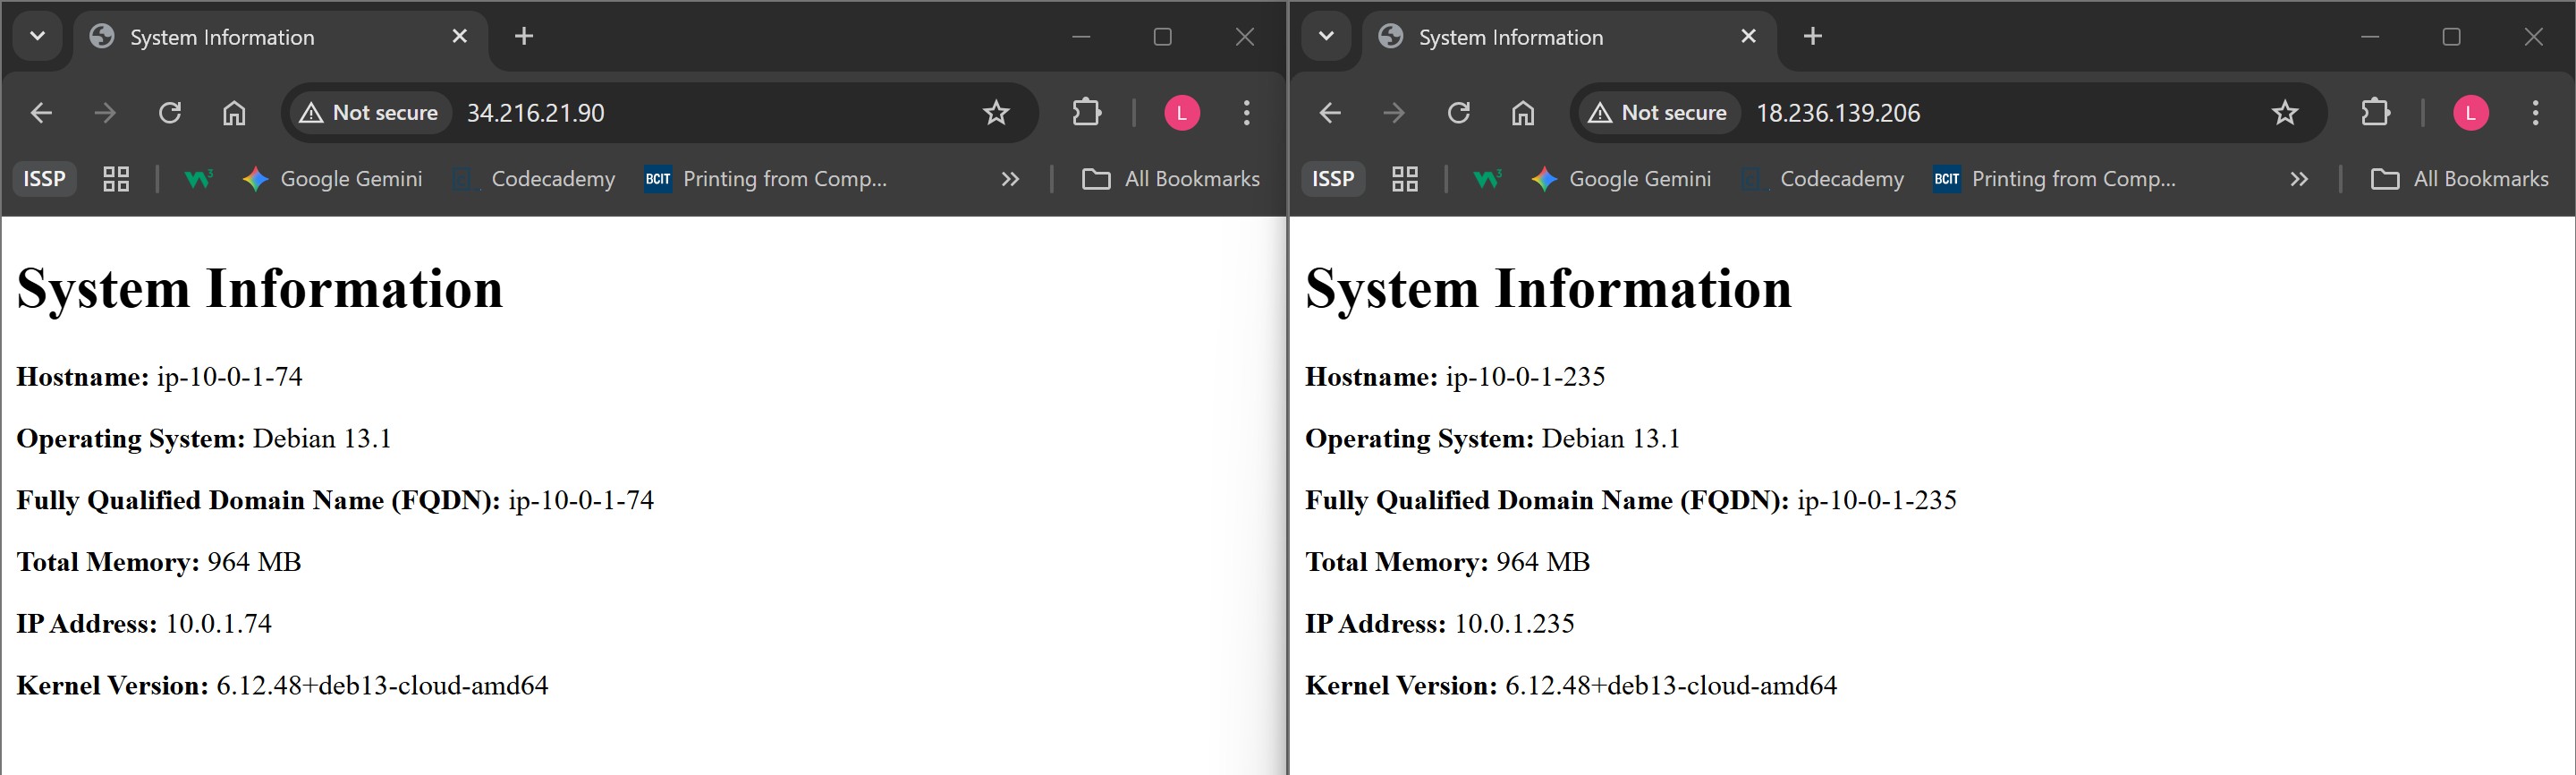 System Information
Not secure 34.216.21.90
L
ISSP Google Gemini Codecademy BCIT Printing from Comp... All Bookmarks
System Information
Hostname: ip-10-0-1-74
Operating System: Debian 13.1
Fully Qualified Domain Name (FQDN): ip-10-0-1-74
Total Memory: 964 MB
IP Address: 10.0.1.74
Kernel Version: 6.12.48+deb13-cloud-amd64
System Information
Not secure 18.236.139.206
L
ISSP Google Gemini Codecademy BCIT Printing from Comp... All Bookmarks
System Information
Hostname: ip-10-0-1-235
Operating System: Debian 13.1
Fully Qualified Domain Name (FQDN): ip-10-0-1-235
Total Memory: 964 MB
IP Address: 10.0.1.235
Kernel Version: 6.12.48+deb13-cloud-amd64